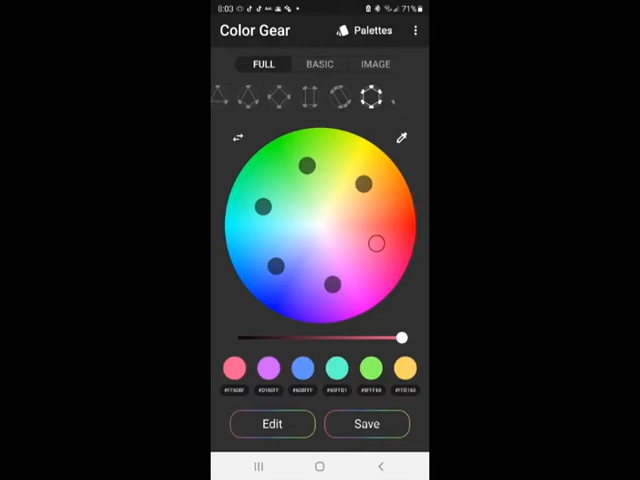 8:03
71%
Color Gear
Palettes
FULL BASIC IMAGE
Edit Save